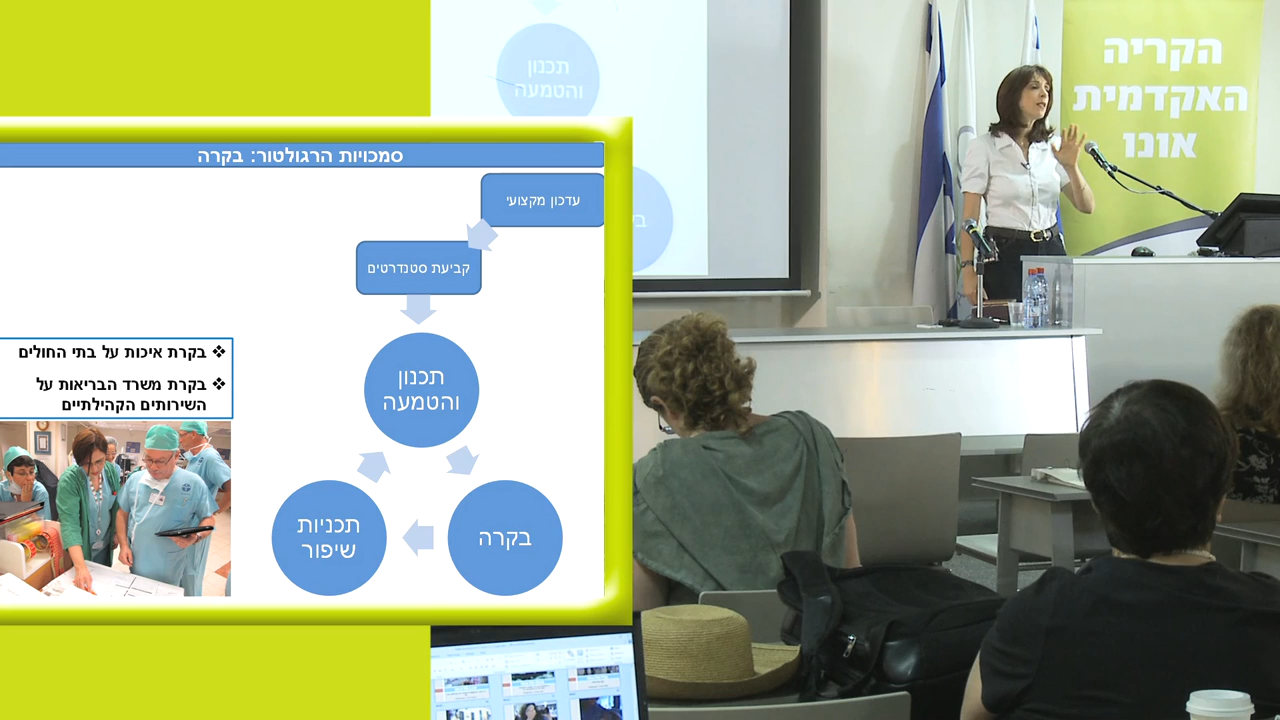 סמכויות הרגולטור: בקרה
עדכון מקצועי
קביעת סטנדרטים
תכנון
והטמעה
בקרה
תכניות
שיפור
❖ בקרת איכות על בתי החולים
❖ בקרת משרד הבריאות על
השירותים הקהילתיים
תכנון
והטמעה
הקריה
האקדמית
אונו